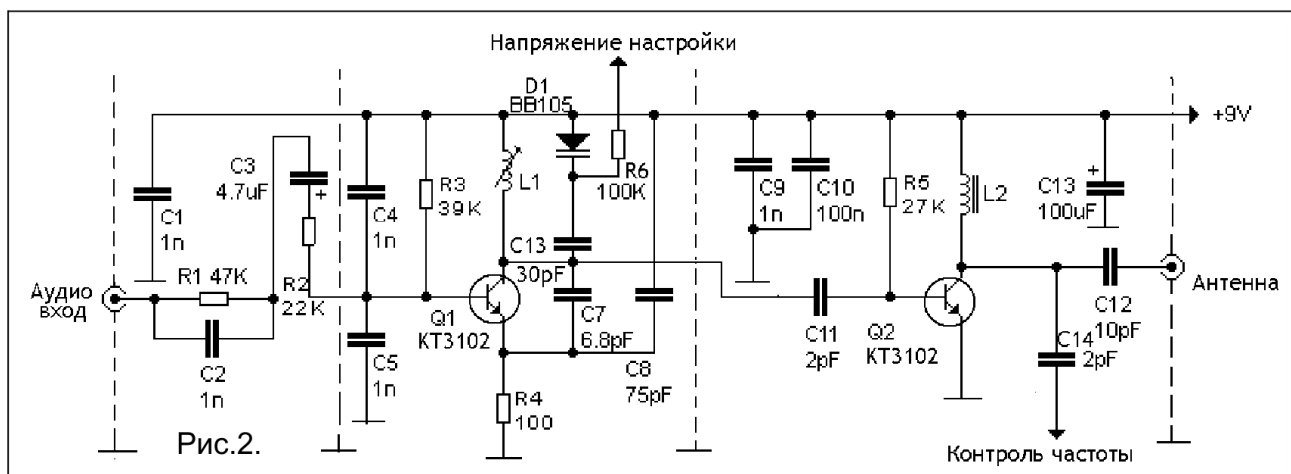 Напряжение настройки
D1
BB105
+9V
C3
4.7uF
R3
39K
L1
R6
100K
C1
1n
C4
1n
C9
1n
C10
100n
R5
27K
L2
C13
100uF
R1 47K
R2
22K
C13
30pF
Аудио
вход
Антенна
Q1
KT3102
C7
6.8pF
C11
2pF
Q2
KT3102
C12
10pF
C2
1n
C5
1n
C8
75pF
C14
2pF
R4
100
Рис.2.
Контроль частоты